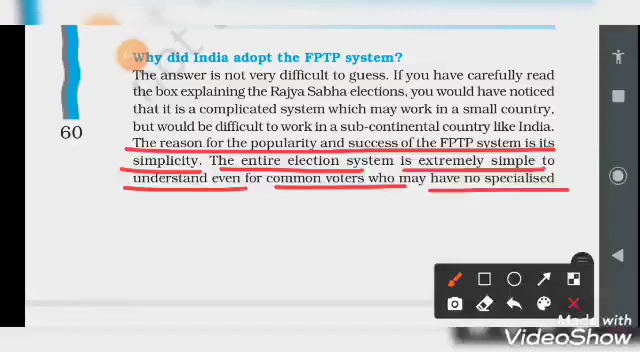 Why did India adopt the FPTP system?
The answer is not very difficult to guess. If you have carefully read
the box explaining the Rajya Sabha elections, you would have noticed
that it is a complicated system which may work in a small country,
but would be difficult to work in a sub-continental country like India.
The reason for the popularity and success of the FPTP system is its
simplicity. The entire election system is extremely simple to
understand even for common voters who may have no specialised
60
Made with
VideoShow